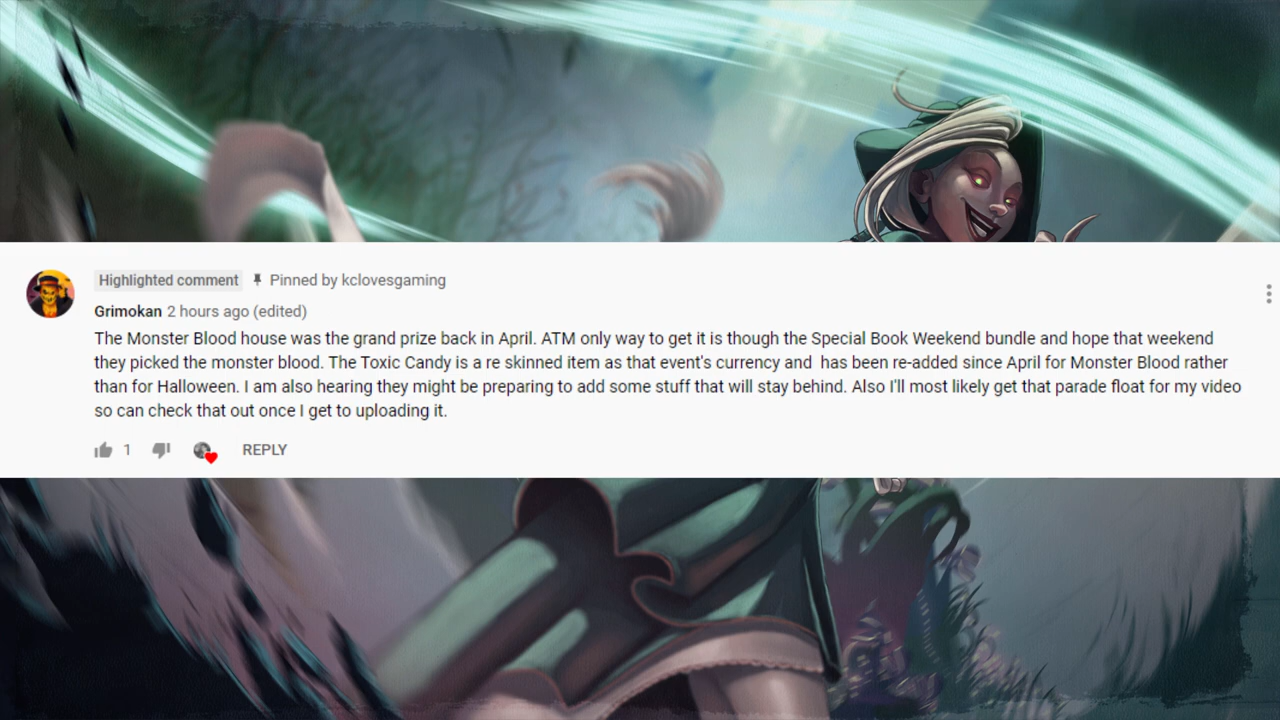 Highlighted comment Pinned by kclovesgaming
Grimokan 2 hours ago (edited)
The Monster Blood house was the grand prize back in April. ATM only way to get it is though the Special Book Weekend bundle and hope that weekend
they picked the monster blood. The Toxic Candy is a re skinned item as that event's currency and  has been re-added since April for Monster Blood rather
than for Halloween. I am also hearing they might be preparing to add some stuff that will stay behind. Also I'll most likely get that parade float for my video
so can check that out once I get to uploading it.
1 REPLY